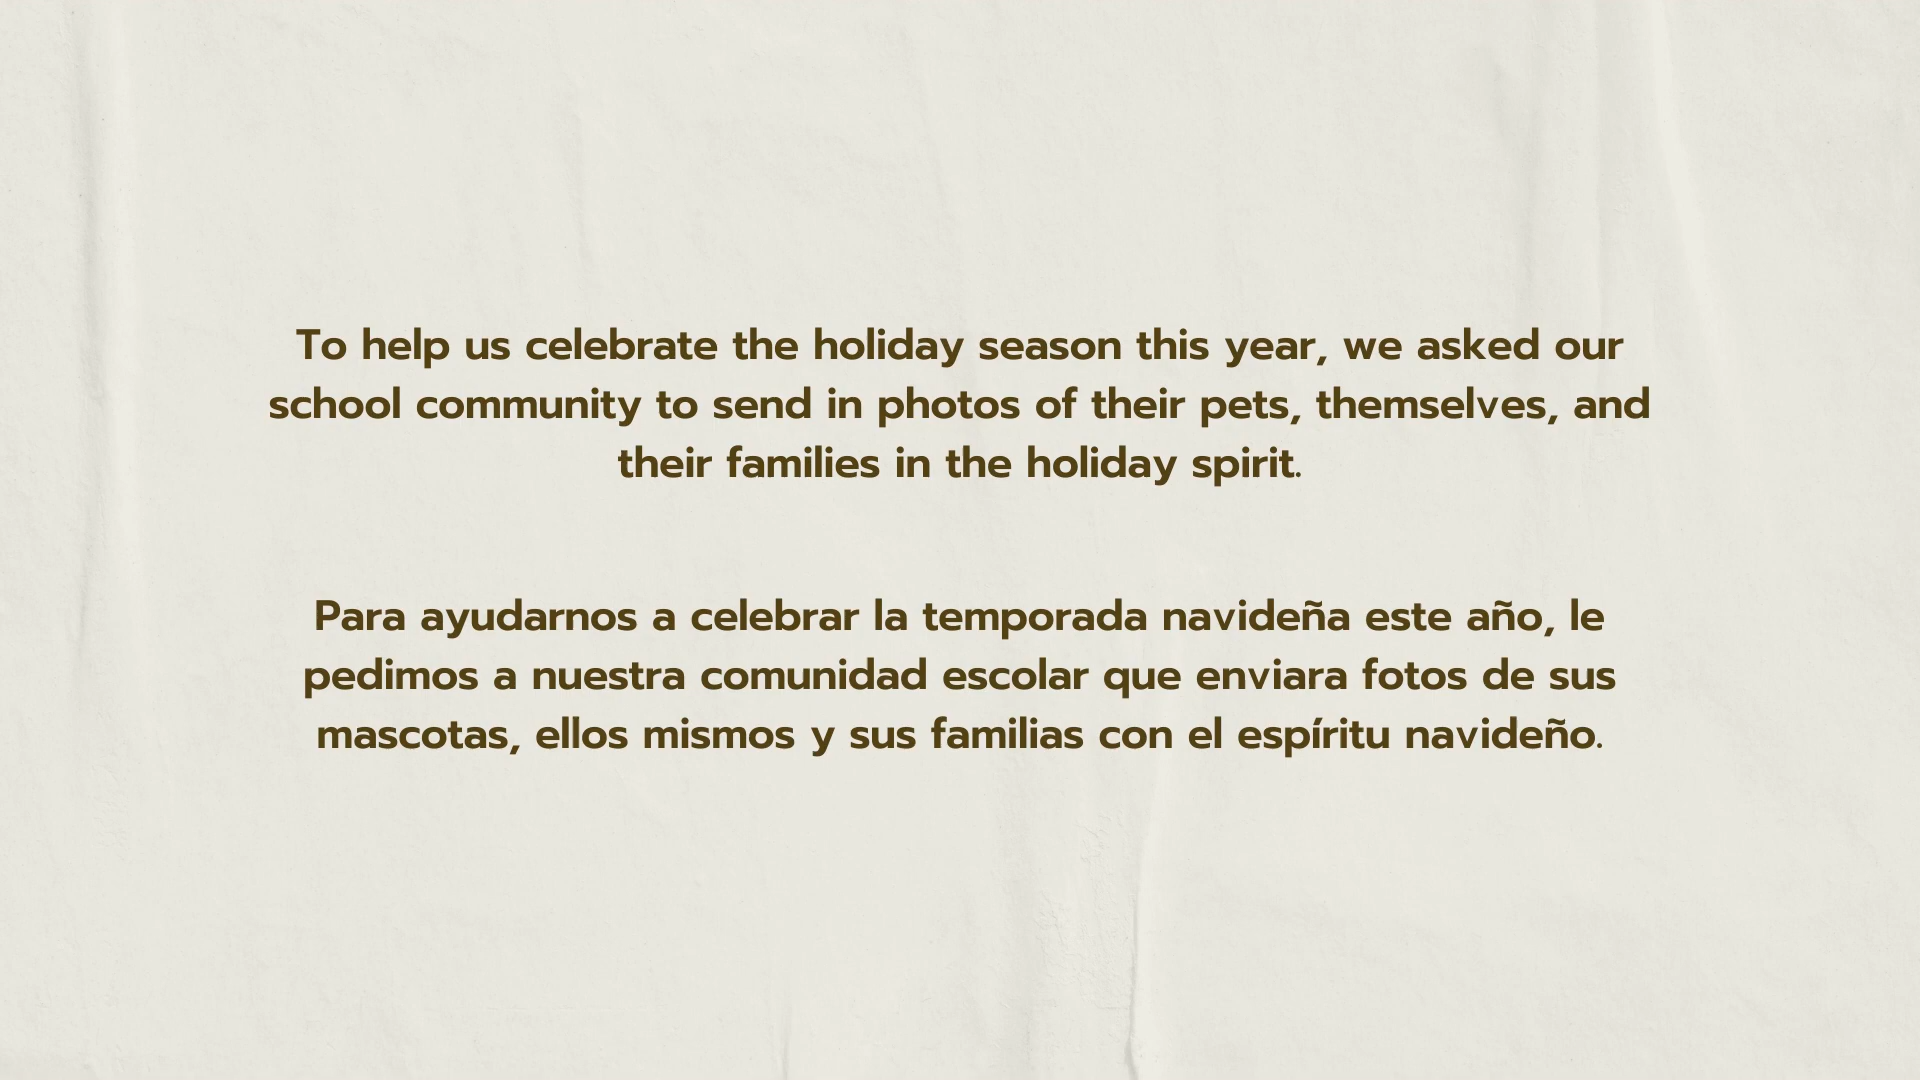 To help us celebrate the holiday season this year, we asked our
school community to send in photos of their pets, themselves, and
their families in the holiday spirit.
Para ayudarnos a celebrar la temporada navideña este año, le
pedimos a nuestra comunidad escolar que enviara fotos de sus
mascotas, ellos mismos y sus familias con el espíritu navideño.